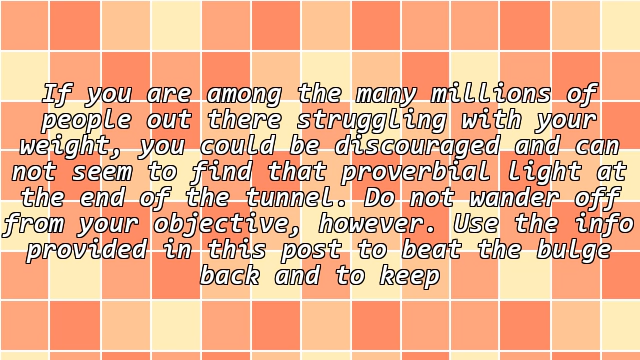 If you are among the many millions of
people out there struggling with your
weight, you could be discouraged and can
not seem to find that proverbial light at
the end of the tunnel. Do not wander off
from your objective, however. Use the info
provided in this post to beat the bulge
back and to keep